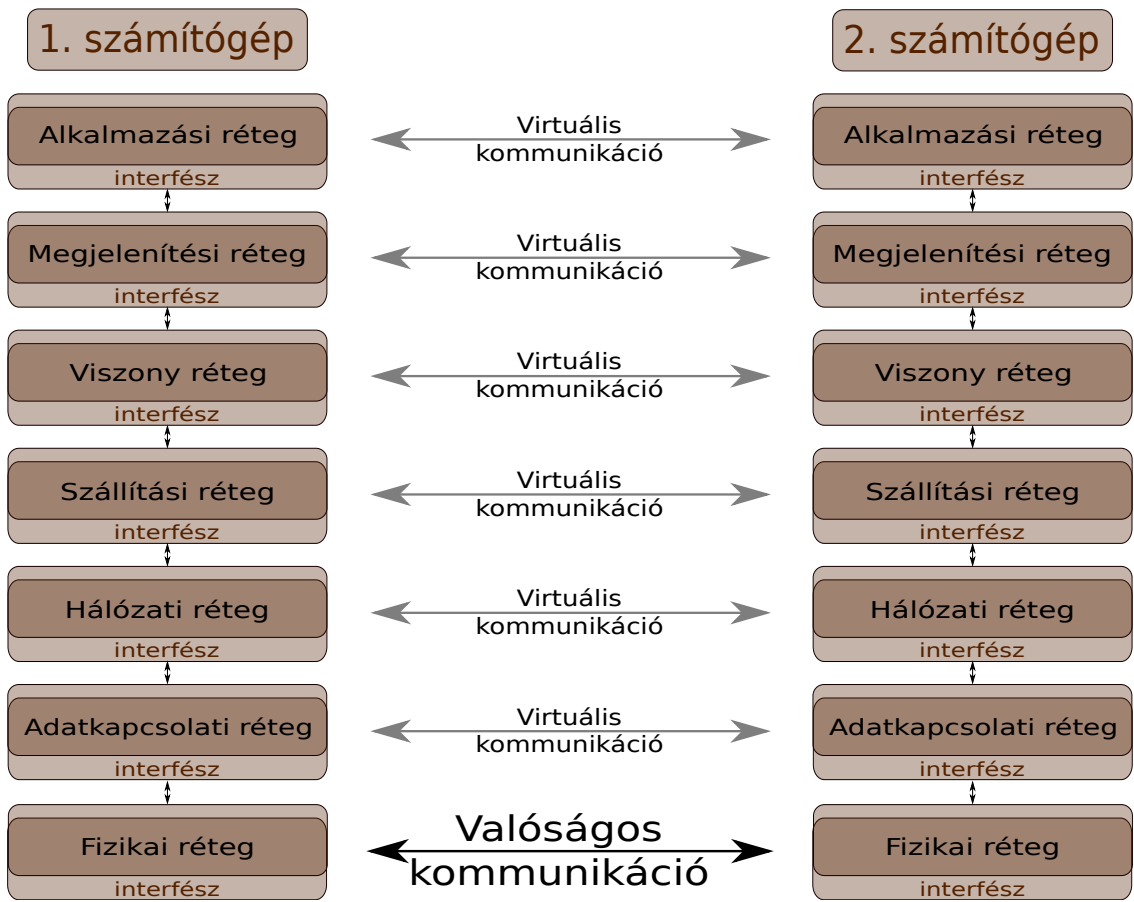 1. számítógép
2. számítógép
Alkalmazási réteg
interfész
Virtuális
kommunikáció
Alkalmazási réteg
interfész
Megjelenítési réteg
interfész
Virtuális
kommunikáció
Megjelenítési réteg
interfész
Viszony réteg
interfész
Virtuális
kommunikáció
Viszony réteg
interfész
Szállítási réteg
interfész
Virtuális
kommunikáció
Szállítási réteg
interfész
Hálózati réteg
interfész
Virtuális
kommunikáció
Hálózati réteg
interfész
Adatkapcsolati réteg
interfész
Virtuális
kommunikáció
Adatkapcsolati réteg
interfész
Fizikai réteg
interfész
Valóságos
kommunikáció
Fizikai réteg
interfész